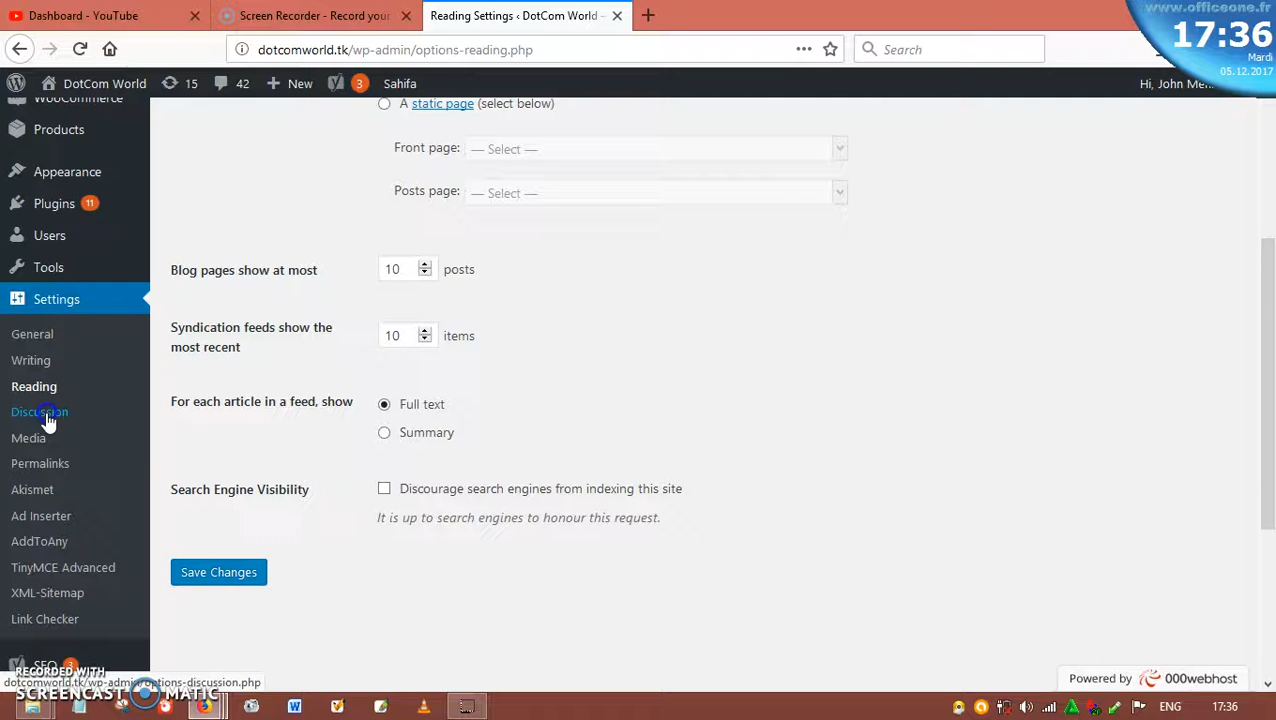 www.officeone.fr
17:36
Mardi
05.12.2017
Dashboard - YouTube
Screen Recorder - Record your
Reading Settings ‹ DotCom World –
dotcomworld.tk/wp-admin/options-reading.php
Search
DotCom World
15
42
New
3
Sahifa
Hi, John
WooCommerce
Products
Appearance
Plugins 11
Users
Tools
Settings
General
Writing
Reading
Discussion
Media
Permalinks
Akismet
Ad Inserter
AddToAny
TinyMCE Advanced
XML-Sitemap
Link Checker
SEO 3
A static page (select below)
Front page: — Select —
Posts page: — Select —
Blog pages show at most 10 posts
Syndication feeds show the most recent 10 items
For each article in a feed, show
Full text
Summary
Search Engine Visibility
Discourage search engines from indexing this site
It is up to search engines to honour this request.
Save Changes
RECORDED WITH
SCREENCAST MATIC
dotcomworld.tk/wp-admin/options-discussion.php
Powered by 000webhost
ENG
17:36